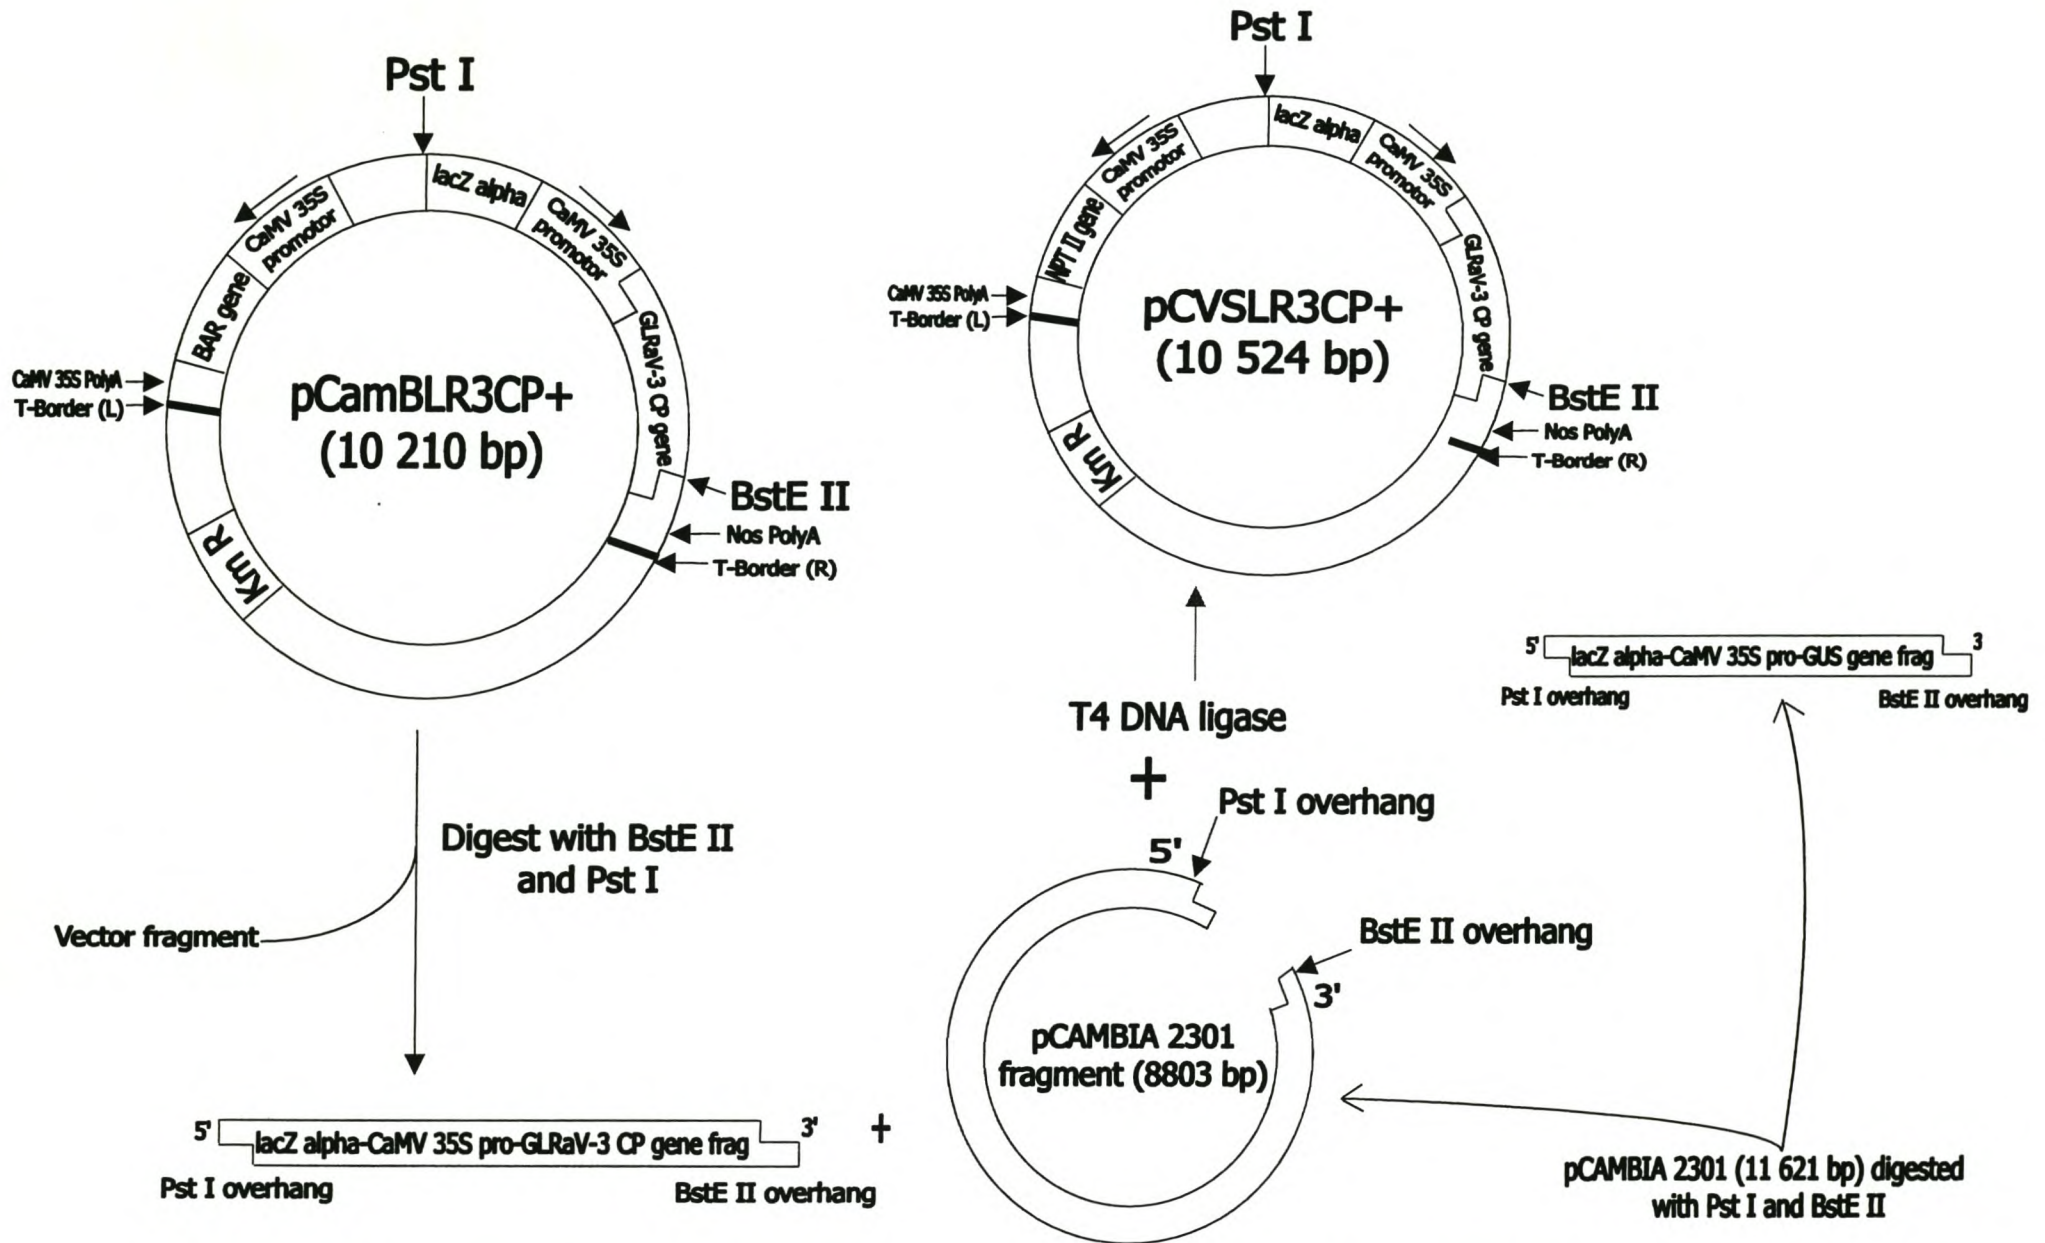 Pst I
lacZ alpha
CaMV 35S
promotor
CaMV 35S
promotor
BAR gene
GLRaV-3 CP gene
CaMV 35S PolyA
T-Border (L)
pCamBLR3CP+
(10 210 bp)
Km R
BstE II
Nos PolyA
T-Border (R)
Pst I
lacZ alpha
CaMV 35S
promotor
CaMV 35S
promotor
NPT II gene
GLRaV-3 CP gene
CaMV 35S PolyA
T-Border (L)
pCVSLR3CP+
(10 524 bp)
Km R
BstE II
Nos PolyA
T-Border (R)
5'
lacZ alpha-CaMV 35S pro-GUS gene frag
3
Pst I overhang
BstE II overhang
T4 DNA ligase
+
Pst I overhang
5'
BstE II overhang
3'
pCAMBIA 2301
fragment (8803 bp)
Digest with BstE II
and Pst I
Vector fragment
5'
lacZ alpha-CaMV 35S pro-GLRaV-3 CP gene frag
3'
+
Pst I overhang
BstE II overhang
pCAMBIA 2301 (11 621 bp) digested
with Pst I and BstE II